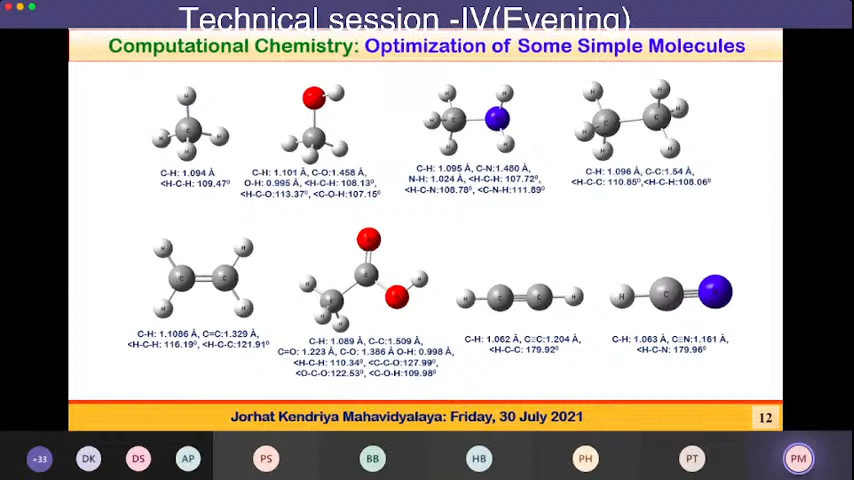 Technical session -IV(Evening)
Computational Chemistry: Optimization of Some Simple Molecules
C-H: 1.094 Å
<H-C-H: 109.47⁰
C-H: 1.101 Å, C-O:1.458 Å,
O-H: 0.995 Å, <H-C-H: 108.13⁰,
<H-C-O:113.37⁰, <C-O-H:107.15⁰
C-H: 1.095 Å, C-N:1.480 Å,
N-H: 1.024 Å, <H-C-H: 107.72⁰,
<H-C-N:108.78⁰, <C-N-H:111.89⁰
C-H: 1.096 Å, C-C:1.54 Å
<H-C-C: 110.85⁰,<H-C-H:108.06⁰
C-H: 1.1086 Å, C=C:1.329 Å,
<H-C-H: 116.19⁰, <H-C-C:121.91⁰
C-H: 1.089 Å, C-C:1.509 Å,
C=O: 1.223 Å, C-O: 1.386 Å O-H: 0.998 Å,
<H-C-H: 110.34⁰, <C-C-O:127.99⁰,
<O-C-O:122.53⁰, <C-O-H:109.98⁰
C-H: 1.062 Å, C≡C:1.204 Å,
<H-C-C: 179.92⁰
C-H: 1.063 Å, C≡N:1.161 Å,
<H-C-N: 179.96⁰
Jorhat Kendriya Mahavidyalaya: Friday, 30 July 2021
12
+33 DK DS AP PS BB HB PH PT PM